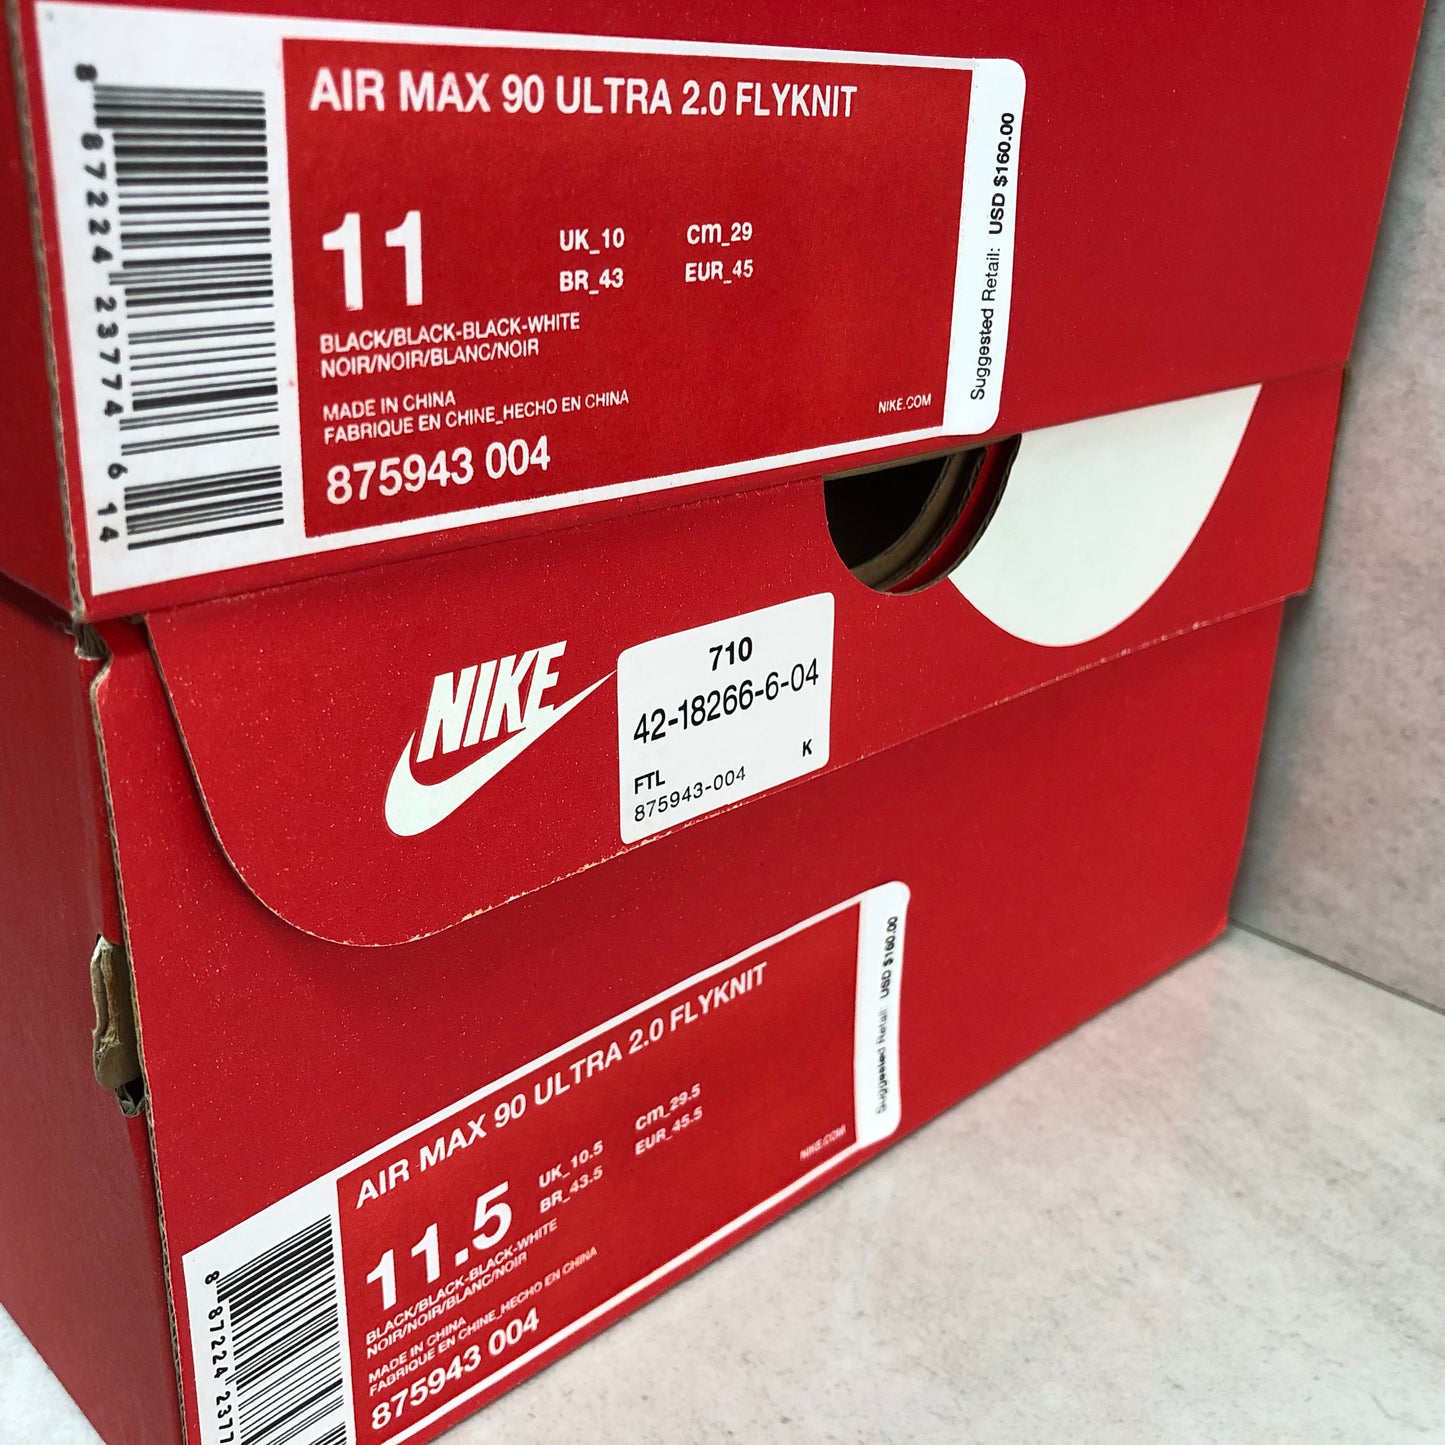 AIR MAX 90 ULTRA 2.0 FLYKNIT
11
UK_10 cm_29
BR_43 EUR_45
BLACK/BLACK-BLACK-WHITE
NOIR/NOIR/BLANC/NOIR
MADE IN CHINA
FABRIQUE EN CHINE_HECHO EN CHINA
NIKE.COM
875943 004
8 87224 23774 6 14
Suggested Retail: USD $160.00
NIKE
710
42-18266-6-04
K
FTL
875943-004
AIR MAX 90 ULTRA 2.0 FLYKNIT
11.5
UK_10.5 cm_29.5
BR_43.5 EUR_45.5
BLACK/BLACK-BLACK-WHITE
NOIR/NOIR/BLANC/NOIR
MADE IN CHINA
FABRIQUE EN CHINE_HECHO EN CHINA
NIKE.COM
875943 004
8 87224 2377
Suggested Retail: USD $160.00